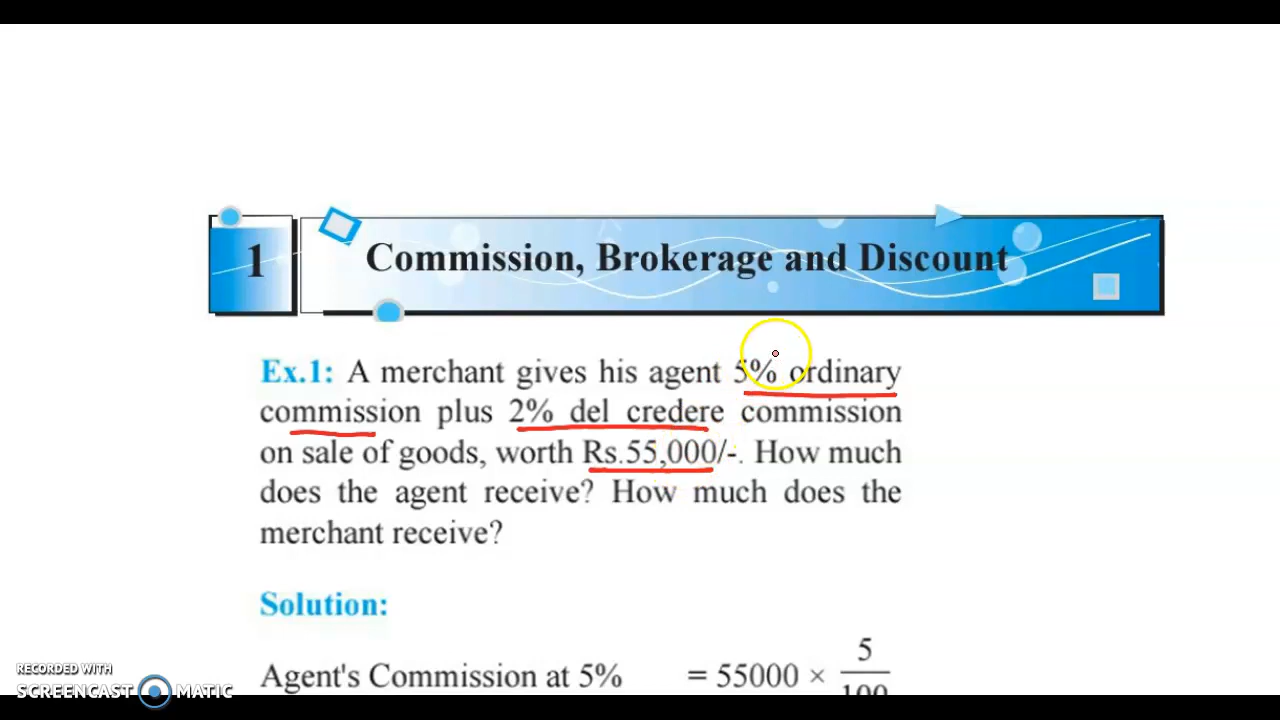 1
Commission, Brokerage and Discount
Ex.1: A merchant gives his agent 5% ordinary
commission plus 2% del credere commission
on sale of goods, worth Rs.55,000/-. How much
does the agent receive? How much does the
merchant receive?
Solution:
5
Agent's Commission at 5% = 55000 ×
100
RECORDED WITH
SCREENCAST MATIC